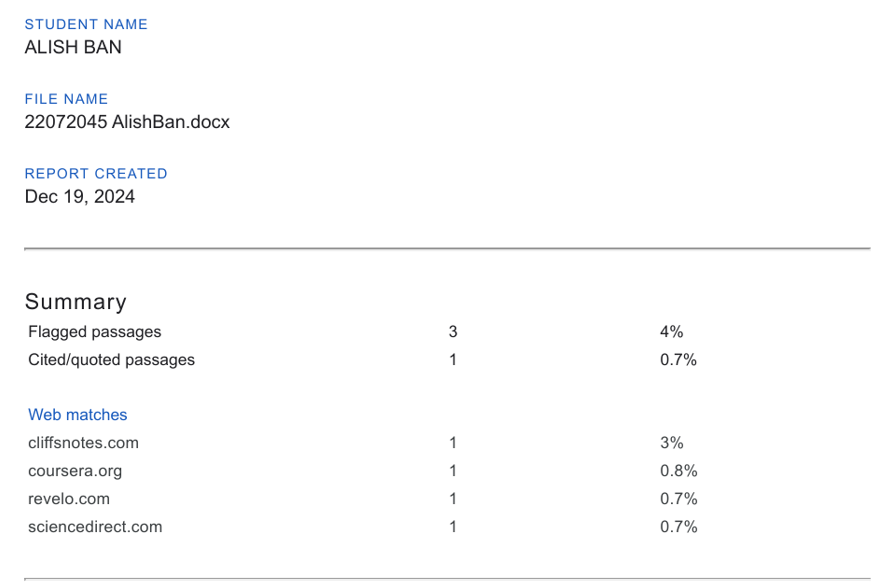 STUDENT NAME
ALISH BAN
FILE NAME
22072045 AlishBan.docx
REPORT CREATED
Dec 19, 2024
Summary
Flagged passages 3 4%
Cited/quoted passages 1 0.7%
Web matches
cliffsnotes.com 1 3%
coursera.org 1 0.8%
revelo.com 1 0.7%
sciencedirect.com 1 0.7%